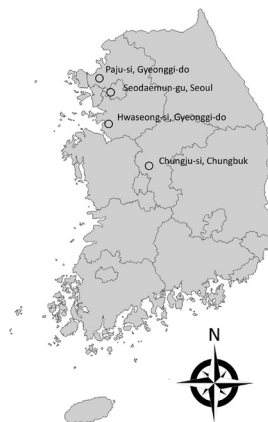 Paju-si, Gyeonggi-do
Seodaemun-gu, Seoul
Hwaseong-si, Gyeonggi-do
Chungju-si, Chungbuk
N